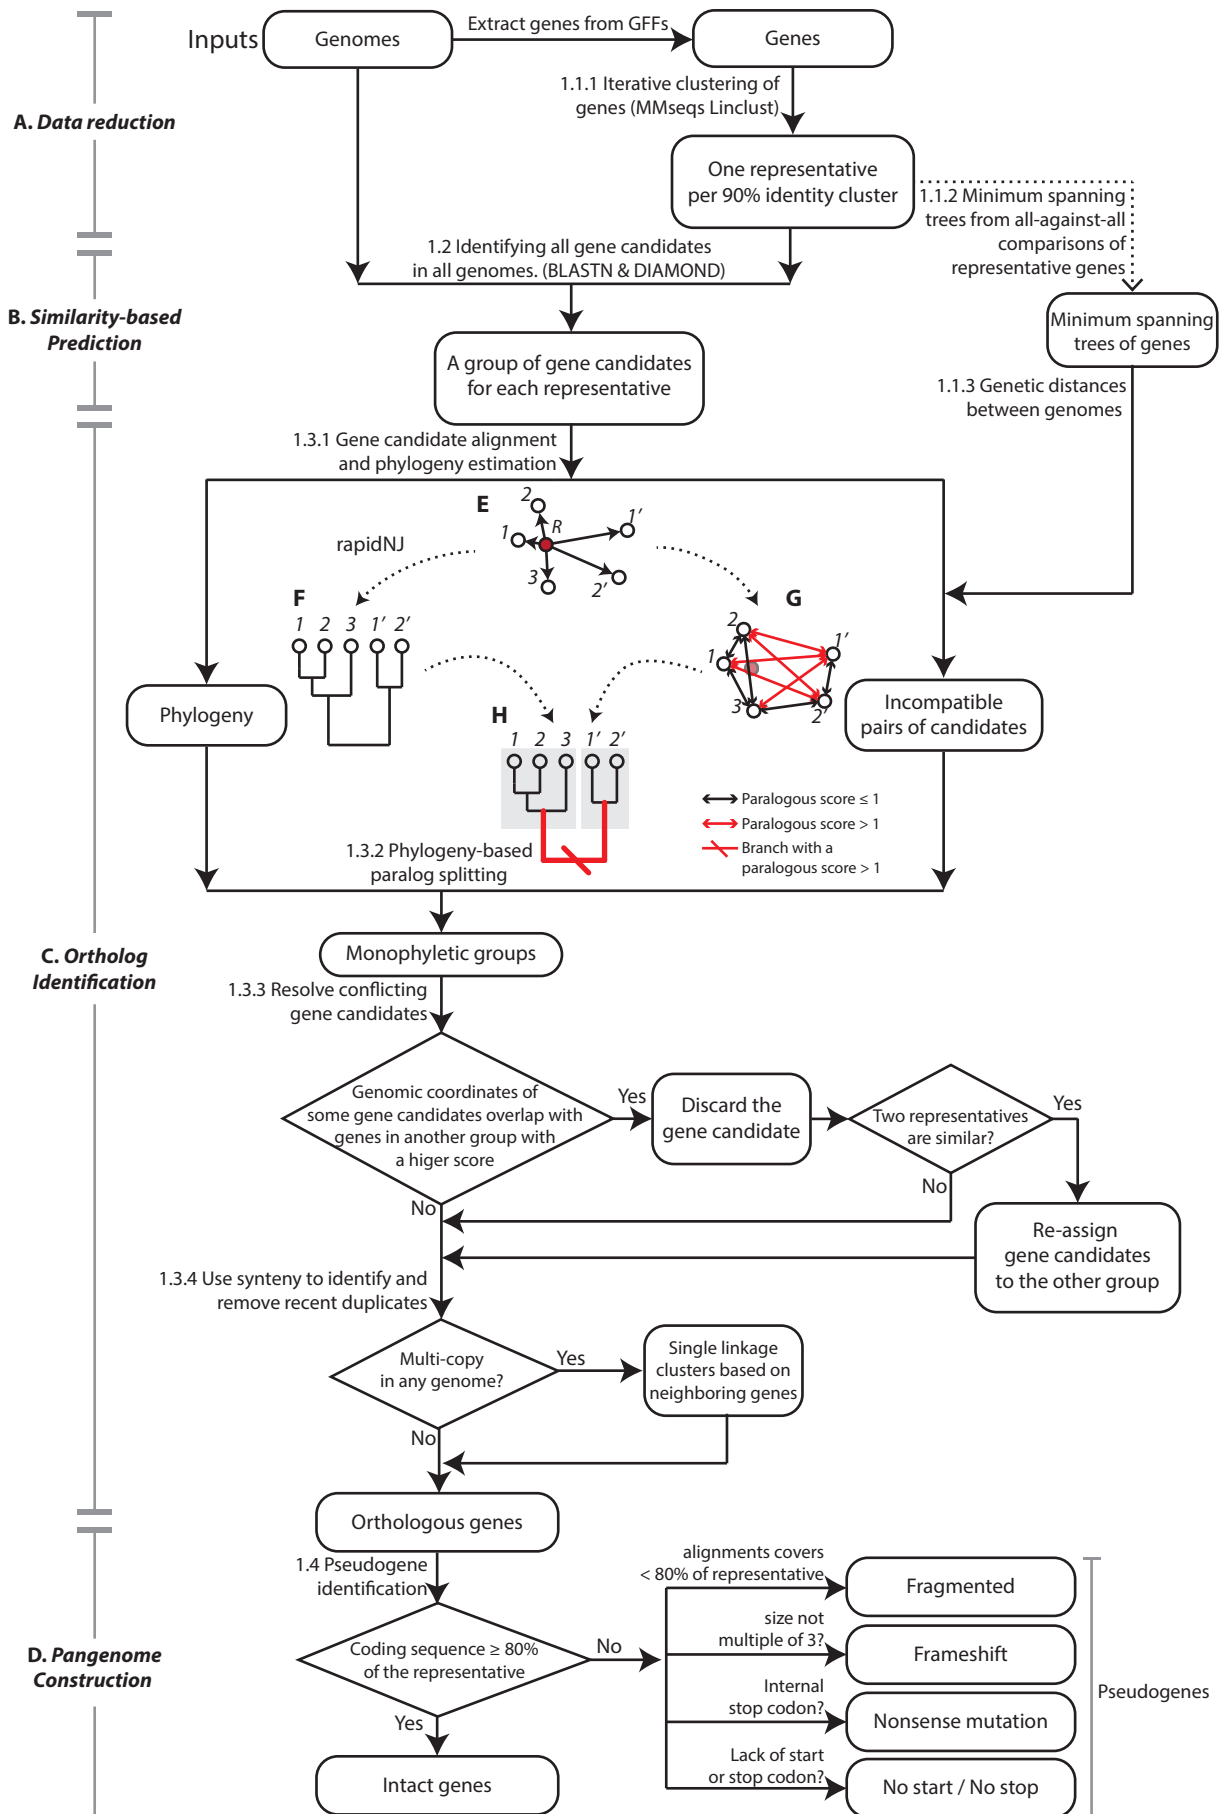 Inputs
Genomes
Extract genes from GFFs
Genes
1.1.1 Iterative clustering of
genes (MMseqs Linclust)
A. Data reduction
One representative
per 90% identity cluster
1.1.2 Minimum spanning
trees from all-against-all
comparisons of
representative genes
1.2 Identifying all gene candidates
in all genomes. (BLASTN & DIAMOND)
B. Similarity-based
Prediction
Minimum spanning
trees of genes
A group of gene candidates
for each representative
1.1.3 Genetic distances
between genomes
1.3.1 Gene candidate alignment
and phylogeny estimation
E
2
1
R
1′
3
2′
rapidNJ
F
1 2 3 1′ 2′
G
2
1′
1
3
2′
Phylogeny
Incompatible
pairs of candidates
H
1 2 3 1′ 2′
Paralogous score ≤ 1
Paralogous score > 1
Branch with a
paralogous score > 1
1.3.2 Phylogeny-based
paralog splitting
C. Ortholog
Identification
Monophyletic groups
1.3.3 Resolve conflicting
gene candidates
Genomic coordinates of
some gene candidates overlap with
genes in another group with
a higer score
Yes
Discard the
gene candidate
Two representatives
are similar?
Yes
No
No
Re-assign
gene candidates
to the other group
1.3.4 Use synteny to identify and
remove recent duplicates
Multi-copy
in any genome?
Yes
Single linkage
clusters based on
neighboring genes
No
Orthologous genes
1.4 Pseudogene
identification
D. Pangenome
Construction
Coding sequence ≥ 80%
of the representative
No
Yes
Intact genes
alignments covers
< 80% of representative
Fragmented
size not
multiple of 3?
Frameshift
Internal
stop codon?
Nonsense mutation
Lack of start
or stop codon?
No start / No stop
Pseudogenes